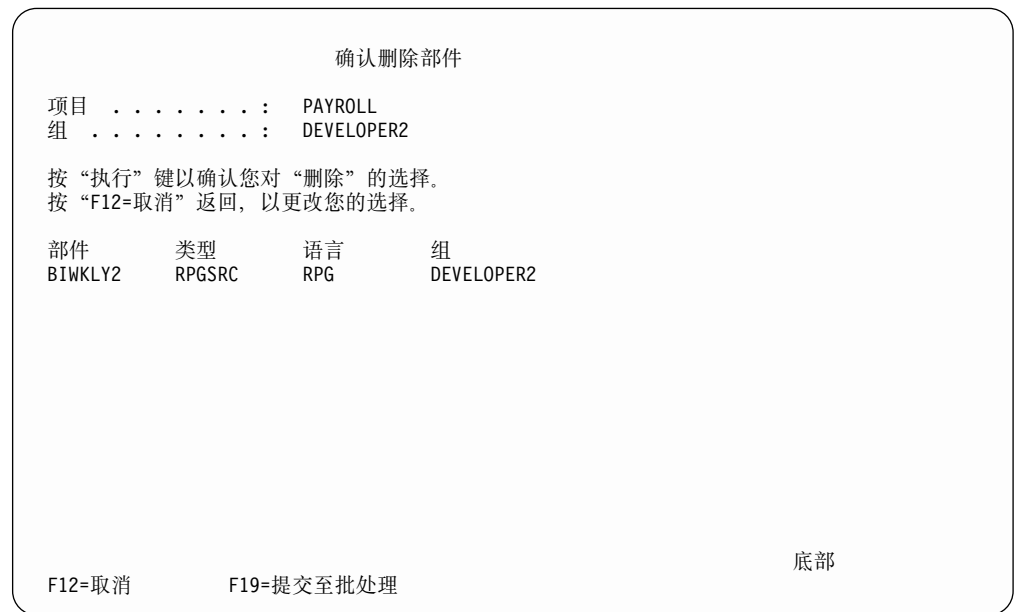 确认删除部件
项目 . . . . . . . : PAYROLL
组 . . . . . . . . : DEVELOPER2
按“执行”键以确认您对“删除”的选择.
按“F12=取消”返回, 以更改您的选择.
部件 类型 语言 组
BIWKLY2 RPGSRC RPG DEVELOPER2
底部
F12=取消 F19=提交至批处理